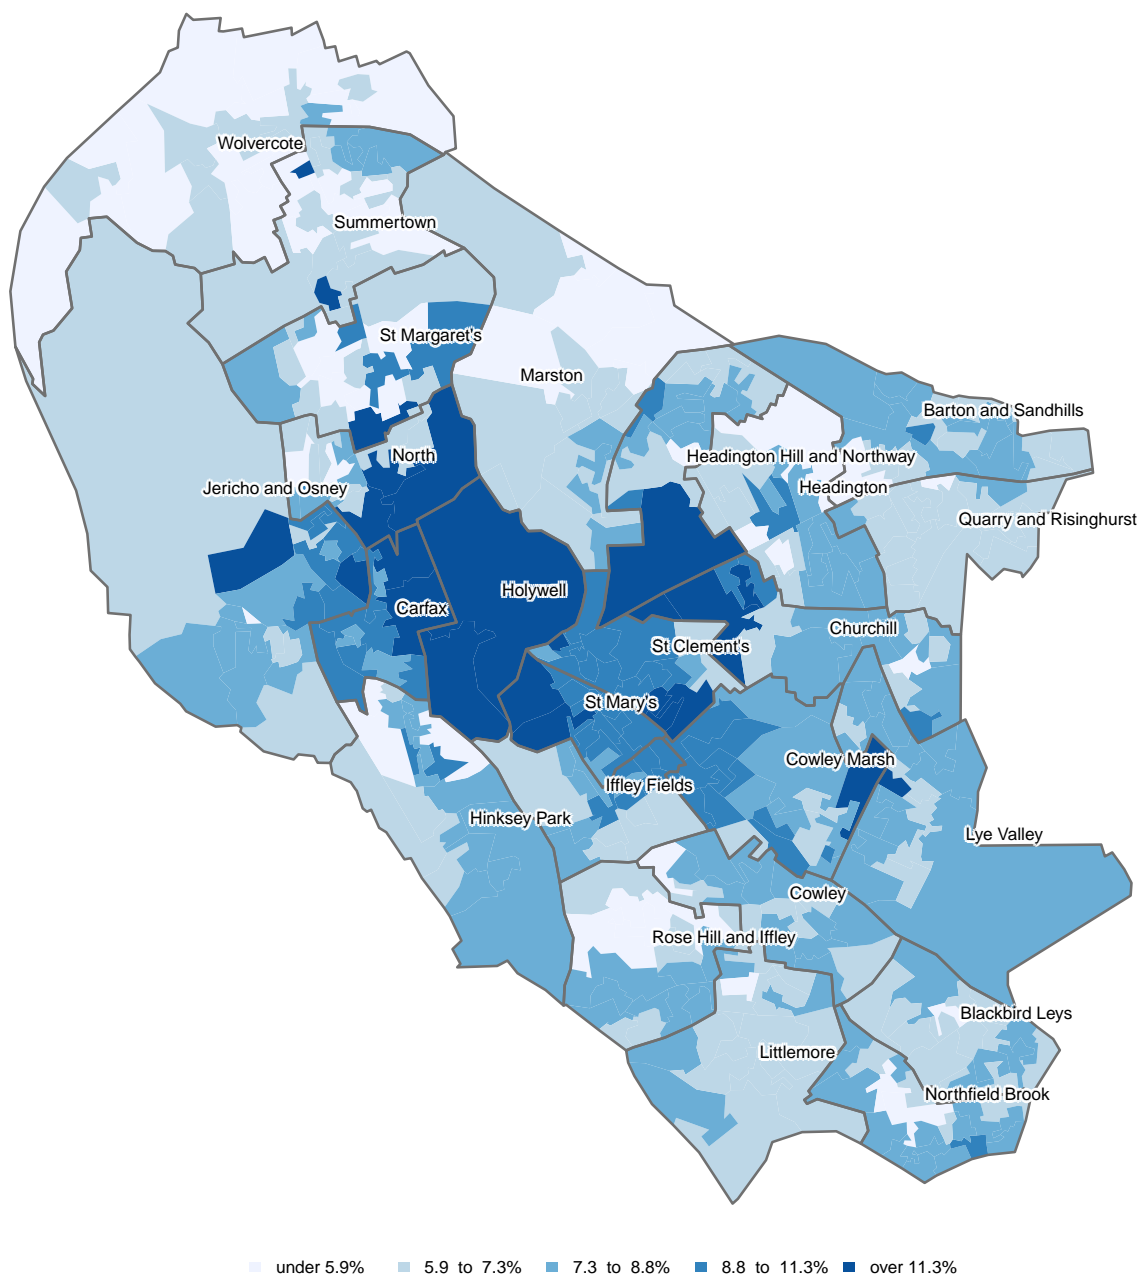 Wolvercote
Summertown
St Margaret's
Marston
Barton and Sandhills
North
Headington Hill and Northway
Jericho and Osney
Headington
Quarry and Risinghurst
Holywell
Carfax
Churchill
St Clement's
St Mary's
Cowley Marsh
Iffley Fields
Hinksey Park
Lye Valley
Cowley
Rose Hill and Iffley
Blackbird Leys
Littlemore
Northfield Brook
under 5.9% 5.9 to 7.3% 7.3 to 8.8% 8.8 to 11.3% over 11.3%